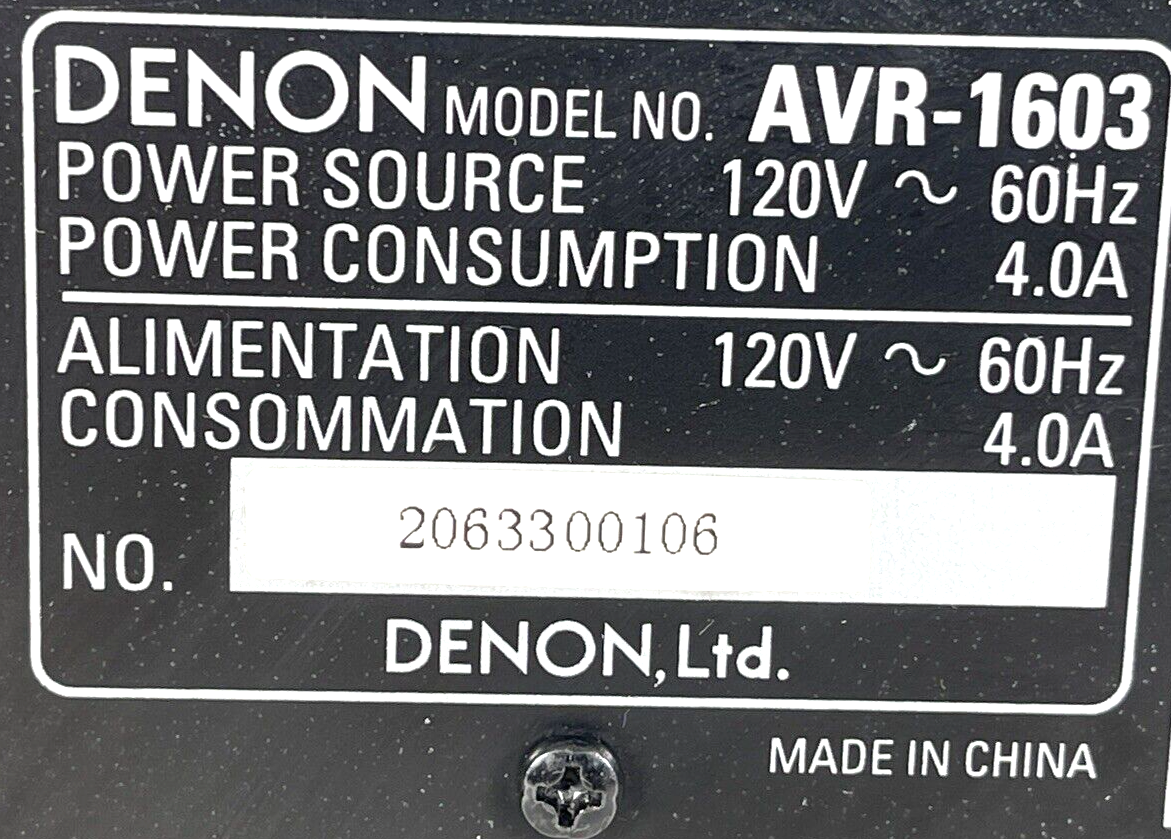 DENON MODEL NO. AVR-1603
POWER SOURCE 120V ~ 60Hz
POWER CONSUMPTION 4.0A
ALIMENTATION 120V ~ 60Hz
CONSOMMATION 4.0A
NO. 2063300106
DENON, Ltd.
MADE IN CHINA